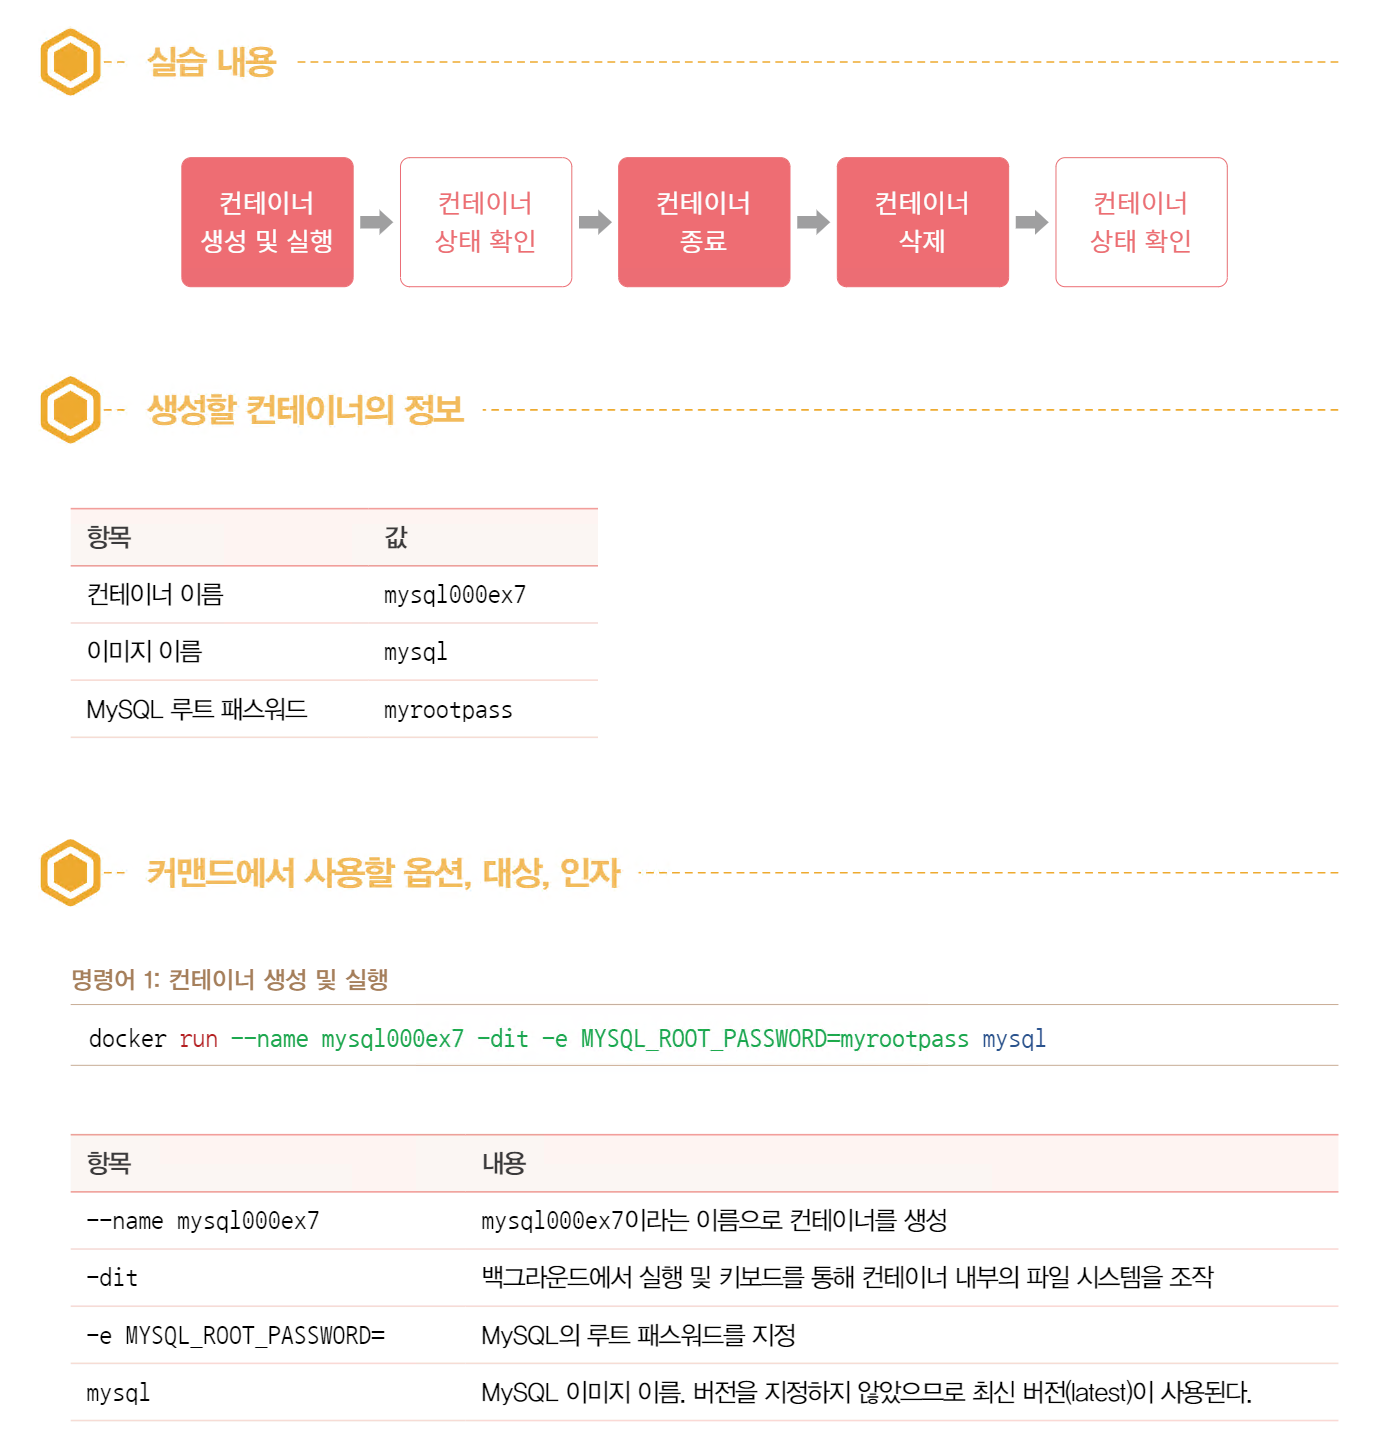 실습 내용
컨테이너
생성 및 실행
컨테이너
상태 확인
컨테이너
종료
컨테이너
삭제
컨테이너
상태 확인
생성할 컨테이너의 정보
항목 값
컨테이너 이름 mysql000ex7
이미지 이름 mysql
MySQL 루트 패스워드 myrootpass
커맨드에서 사용할 옵션, 대상, 인자
명령어 1: 컨테이너 생성 및 실행
docker run --name mysql000ex7 -dit -e MYSQL_ROOT_PASSWORD=myrootpass mysql
항목 내용
--name mysql000ex7 mysql000ex7이라는 이름으로 컨테이너를 생성
-dit 백그라운드에서 실행 및 키보드를 통해 컨테이너 내부의 파일 시스템을 조작
-e MYSQL_ROOT_PASSWORD= MySQL의 루트 패스워드를 지정
mysql MySQL 이미지 이름. 버전을 지정하지 않았으므로 최신 버전(latest)이 사용된다.